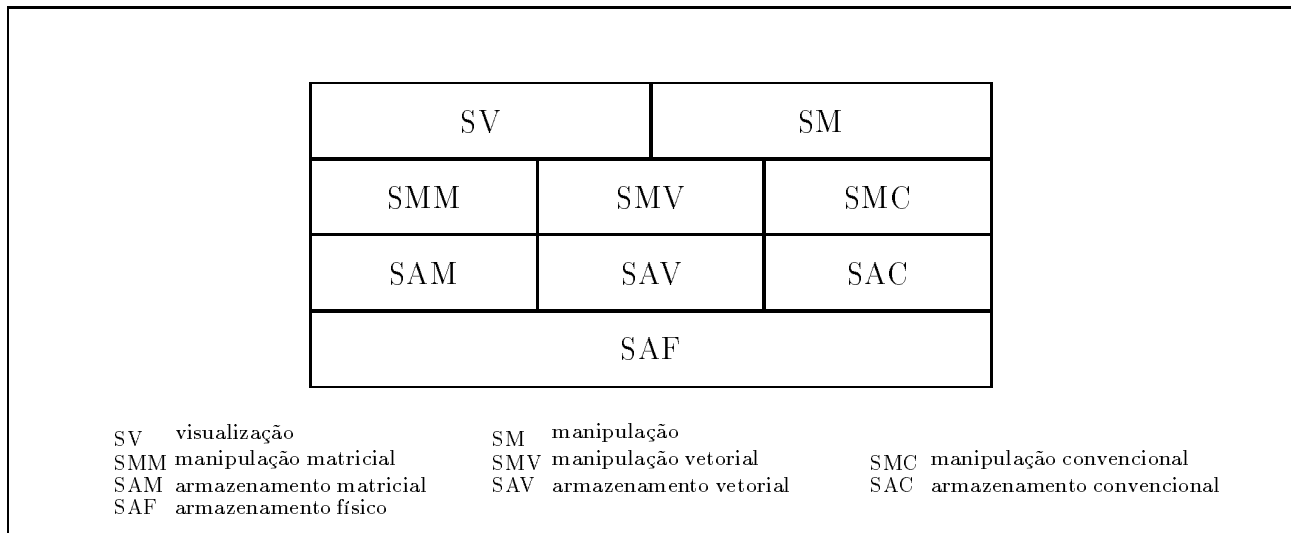 SV SM
SMM SMV SMC
SAM SAV SAC
SAF
SV visualização SM manipulação
SMM manipulação matricial SMV manipulação vetorial SMC manipulação convencional
SAM armazenamento matricial SAV armazenamento vetorial SAC armazenamento convencional
SAF armazenamento físico